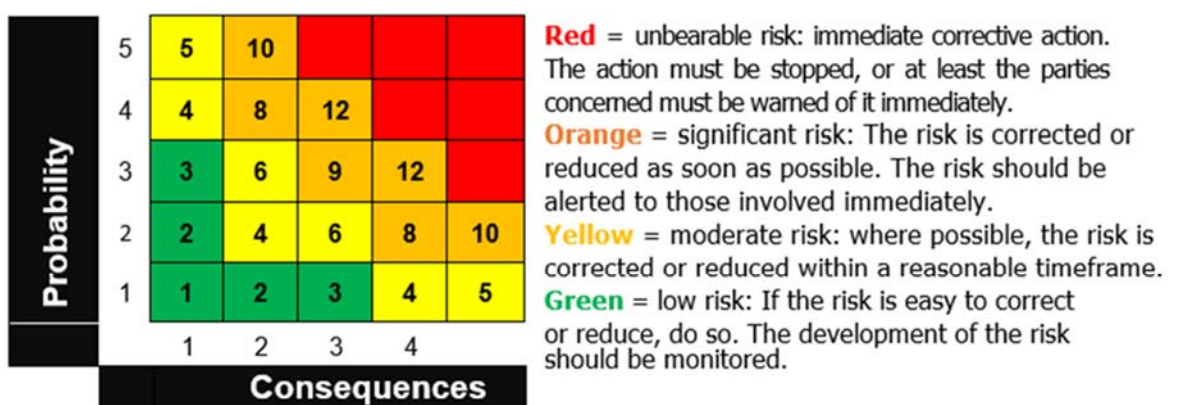 Probability
5 5 10
4 4 8 12
3 3 6 9 12
2 2 4 6 8 10
1 1 2 3 4 5
1 2 3 4
Consequences
Red = unbearable risk: immediate corrective action.
The action must be stopped, or at least the parties
concerned must be warned of it immediately.
Orange = significant risk: The risk is corrected or
reduced as soon as possible. The risk should be
alerted to those involved immediately.
Yellow = moderate risk: where possible, the risk is
corrected or reduced within a reasonable timeframe.
Green = low risk: If the risk is easy to correct
or reduce, do so. The development of the risk
should be monitored.